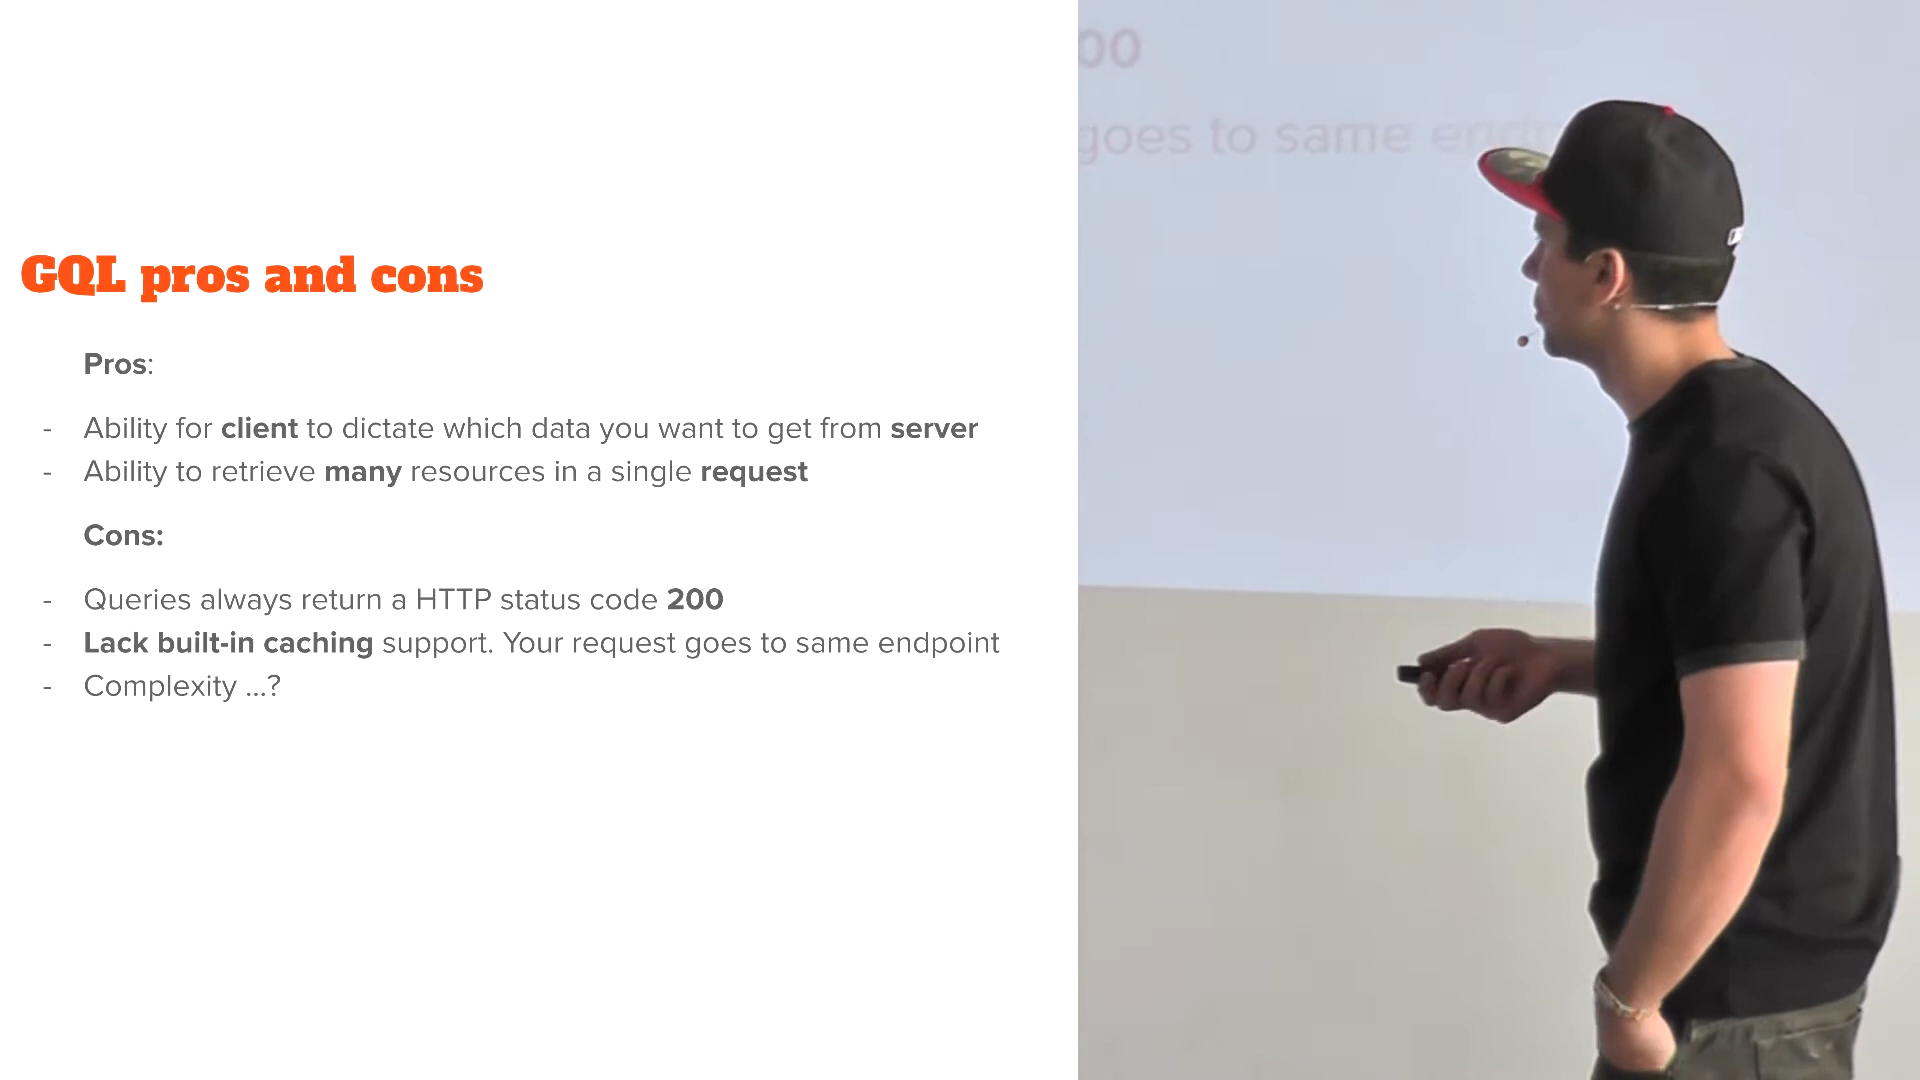 GQL pros and cons
Pros:
- Ability for client to dictate which data you want to get from server
- Ability to retrieve many resources in a single request
Cons:
- Queries always return a HTTP status code 200
- Lack built-in caching support. Your request goes to same endpoint
- Complexity ...?
00
goes to same